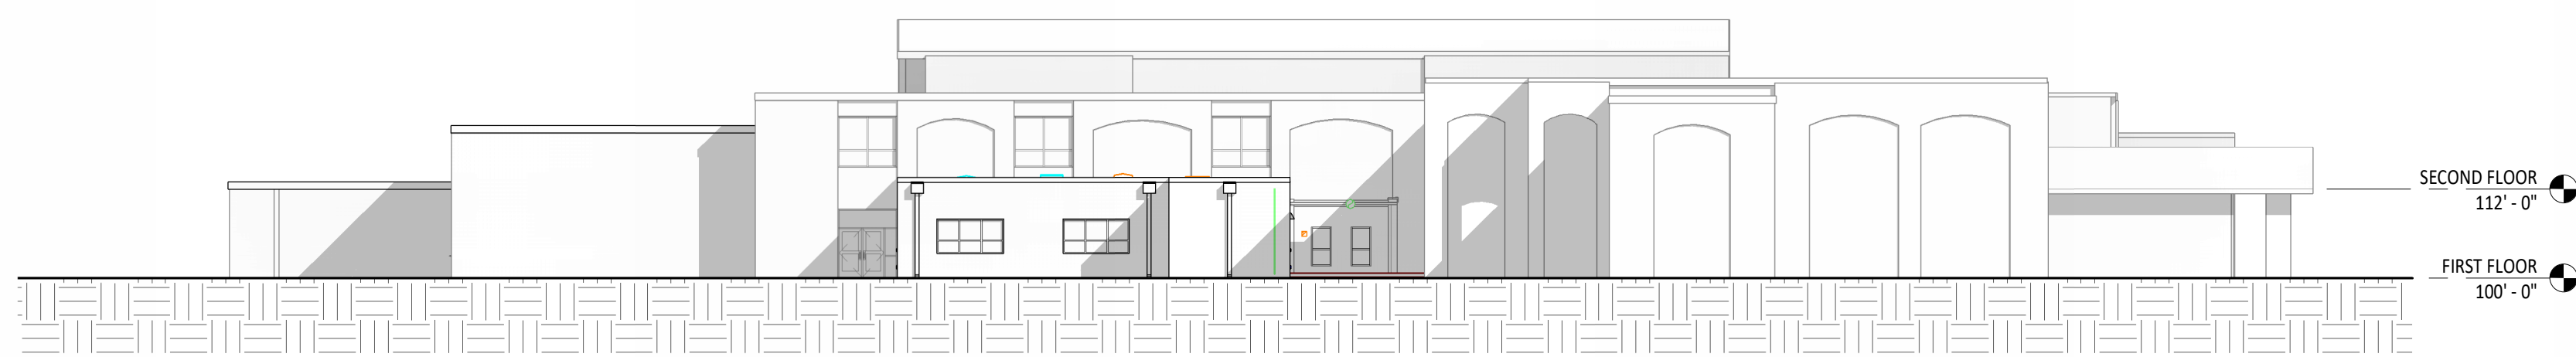 SECOND FLOOR
112' - 0"
FIRST FLOOR
100' - 0"